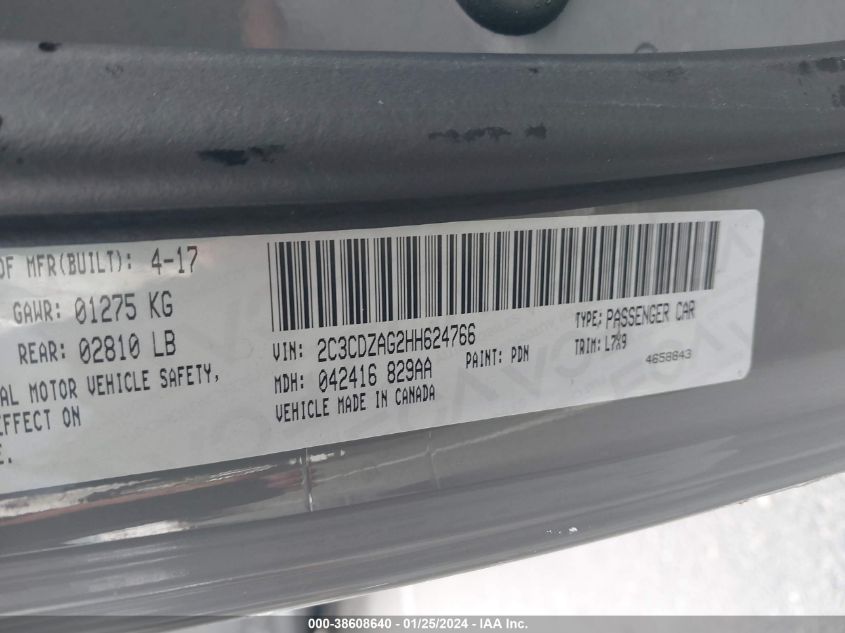 OF MFR(BUILT): 4-17
GAWR: 01275 KG
REAR: 02810 LB
AL MOTOR VEHICLE SAFETY,
EFFECT ON
E.
VIN: 2C3CDZAG2HH624766
MDH: 042416 829AA
VEHICLE MADE IN CANADA
PAINT: PDN
TYPE: PASSENGER CAR
TRIM: L7X9
4658843
000-38608640 - 01/25/2024 - IAA Inc.